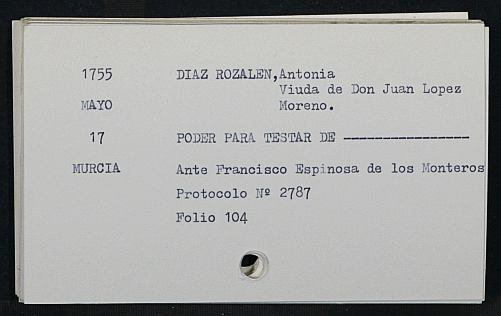 1755 DIAZ ROZALEN, Antonia
Viuda de Don Juan Lopez
MAYO Moreno.
17 PODER PARA TESTAR DE ----------------
MURCIA Ante Francisco Espinosa de los Monteros
Protocolo Nº 2787
Folio 104